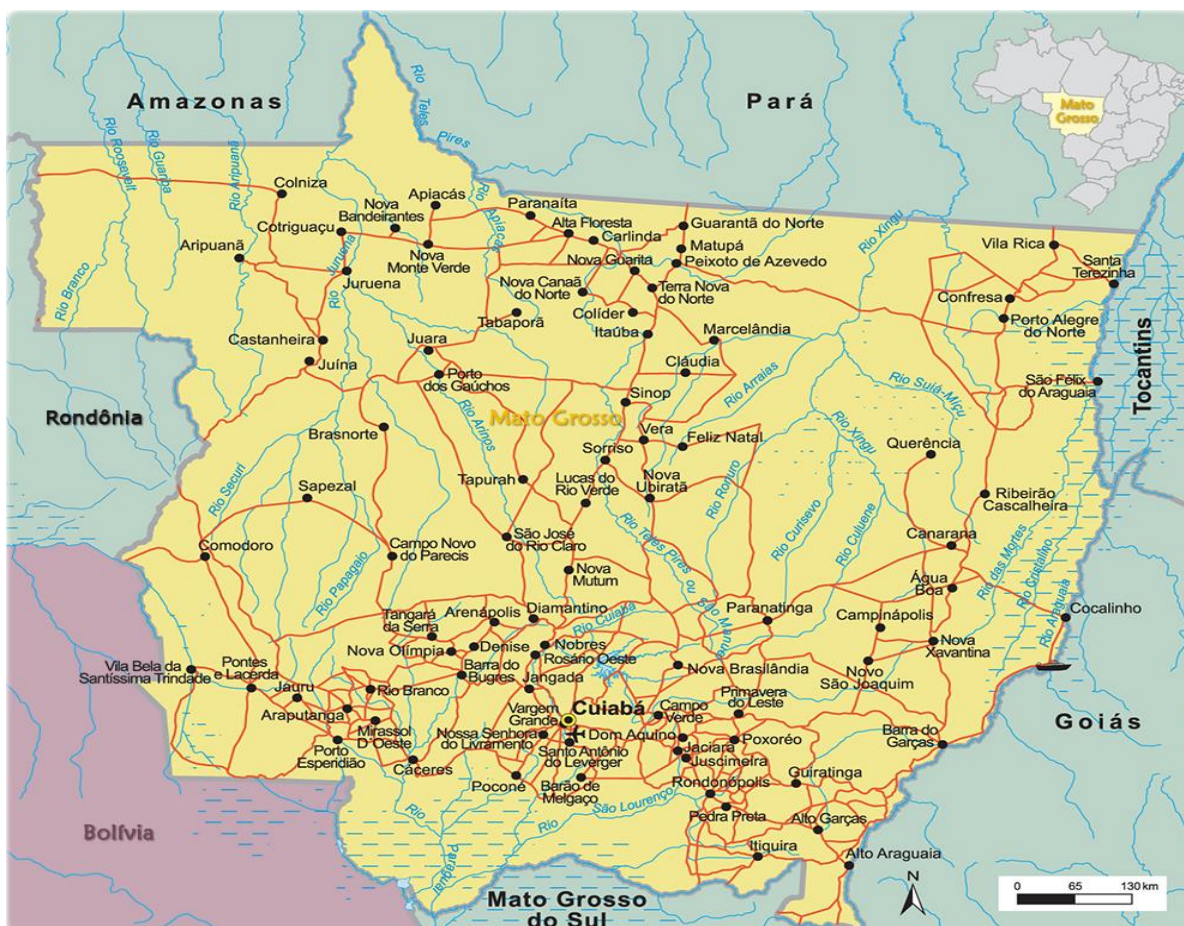 Amazonas
Pará
Mato
Grosso
Rio Teles
Pires
Rio Roosevelt
Rio Guariba
Rio Aripuanã
Colniza
Nova
Bandeirantes
Apiacás
Rio
Apiacás
Paranaíta
Alta Floresta
Guarantã do Norte
Rio Xingu
Cotriguaçu
Carlinda
Matupá
Vila Rica
Aripuanã
Rio
Juruena
Nova
Monte Verde
Nova Guarita
Peixoto de Azevedo
Santa
Terezinha
Rio Branco
Juruena
Nova Canaã
do Norte
Terra Nova
do Norte
Confresa
Tabaporã
Colíder
Porto Alegre
do Norte
Castanheira
Juara
Itaúba
Marcelândia
Tocantins
Juína
Porto
dos Gaúchos
Cláudia
São Félix
do Araguaia
Rio Arraias
Rio Suiá-Miçu
Rondônia
Rio Arinos
Mato Grosso
Sinop
Rio Xingu
Brasnorte
Vera
Feliz Natal
Querência
Sorriso
Rio Securi
Sapezal
Tapurah
Lucas do
Rio Verde
Nova
Ubiratã
Rio Ronuro
Ribeirão
Cascalheira
Rio Curisevo
Rio Culuene
Comodoro
Campo Novo
do Parecis
São José
do Rio Claro
Rio Teles Pires ou
São Manuel
Canarana
Rio das Mortes
Rio Cristalino
Rio Papagaio
Nova
Mutum
Água
Boa
Rio Araguaia
Tangará
da Serra
Arenápolis
Diamantino
Rio Cuiabá
Paranatinga
Campinápolis
Cocalinho
Nova Olímpia
Denise
Nobres
Rosário Oeste
Nova
Xavantina
Vila Bela da
Santíssima Trindade
Pontes
e Lacerda
Barra do
Bugres
Jangada
Nova Brasilândia
Novo
São Joaquim
Jauru
Rio Branco
Primavera
do Leste
Araputanga
Vargem
Grande
Cuiabá
Campo
Verde
Goiás
Mirassol
D'Oeste
Nossa Senhora
do Livramento
Dom Aquino
Poxoréo
Barra do
Garças
Porto
Esperidião
Santo Antônio
do Leverger
Jaciara
Juscimeira
Cáceres
Poconé
Barão de
Melgaço
Rondonópolis
Guiratinga
Rio São Lourenço
Pedra Preta
Alto Garças
Bolívia
Rio
Paraguai
Itiquira
Alto Araguaia
Mato Grosso
do Sul
N
0 65 130 km